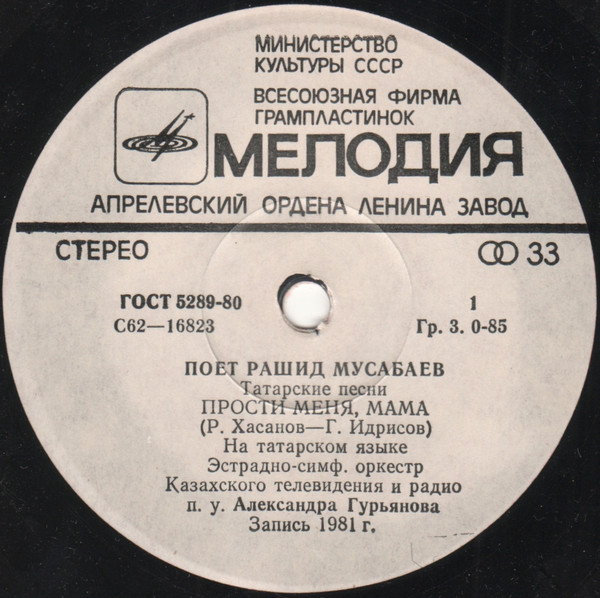 МИНИСТЕРСТВО
КУЛЬТУРЫ СССР
ВСЕСОЮЗНАЯ ФИРМА
ГРАМПЛАСТИНОК
МЕЛОДИЯ
АПРЕЛЕВСКИЙ ОРДЕНА ЛЕНИНА ЗАВОД
СТЕРЕО 33
ГОСТ 5289-80 1
С62—16823 Гр. 3. 0-85
ПОЕТ РАШИД МУСАБАЕВ
Татарские песни
ПРОСТИ МЕНЯ, МАМА
(Р. Хасанов—Г. Идрисов)
На татарском языке
Эстрадно-симф. оркестр
Казахского телевидения и радио
п. у. Александра Гурьянова
Запись 1981 г.